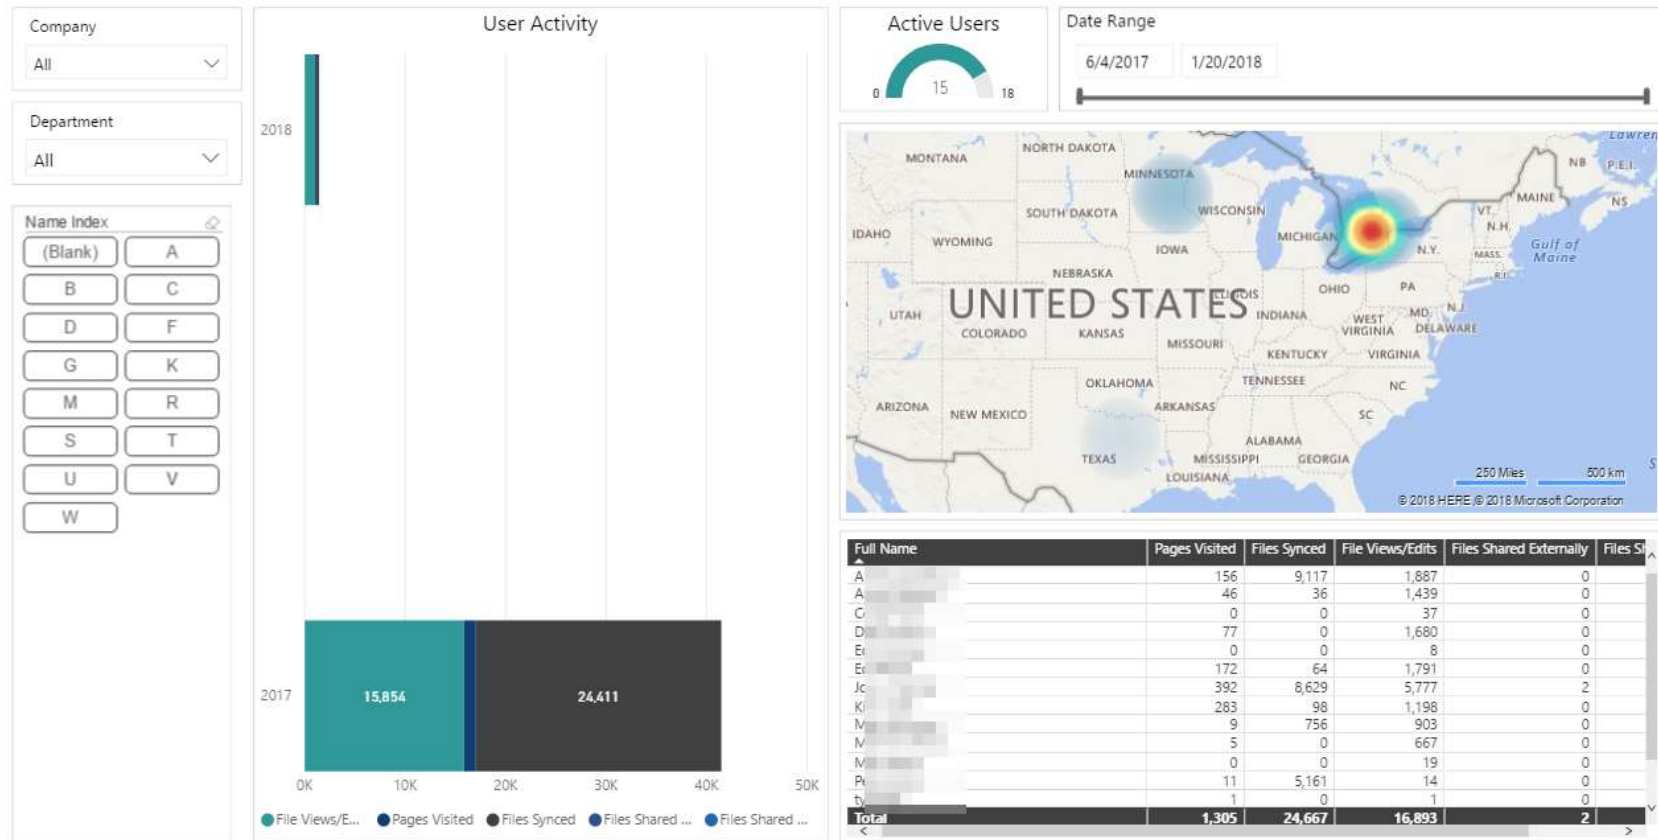 Company
All
Department
All
Name Index
(Blank) A
B C
D F
G K
M R
S T
U V
W
User Activity
2018
2017
15,854 24,411
0K 10K 20K 30K 40K 50K
File Views/E... Pages Visited Files Synced Files Shared ... Files Shared ...
Active Users
0 15 18
Date Range
6/4/2017 1/20/2018
MONTANA
NORTH DAKOTA
MINNESOTA
SOUTH DAKOTA
WISCONSIN
IDAHO
WYOMING
IOWA
MICHIGAN
NEBRASKA
UNITED STATES
ILLINOIS
INDIANA
OHIO
PA
N.Y.
VT.
N.H.
MAINE
NB
P.E.I.
NS
MASS.
R.I.
Gulf of
Maine
N.J.
MD.
DELAWARE
WEST
VIRGINIA
UTAH
COLORADO
KANSAS
MISSOURI
KENTUCKY
VIRGINIA
OKLAHOMA
TENNESSEE
NC
ARIZONA
NEW MEXICO
ARKANSAS
SC
ALABAMA
TEXAS
MISSISSIPPI
GEORGIA
LOUISIANA
250 Miles 500 km
© 2018 HERE, © 2018 Microsoft Corporation
Full Name Pages Visited Files Synced File Views/Edits Files Shared Externally Files
A 156 9,117 1,887 0
A 46 36 1,439 0
C 0 0 37 0
D 77 0 1,680 0
E 0 0 8 0
E 172 64 1,791 0
Jo 392 8,629 5,777 2
Ki 283 98 1,198 0
M 9 756 903 0
M 5 0 667 0
M 0 0 19 0
Pe 11 5,161 14 0
ty 1 0 1 0
Total 1,305 24,667 16,893 2